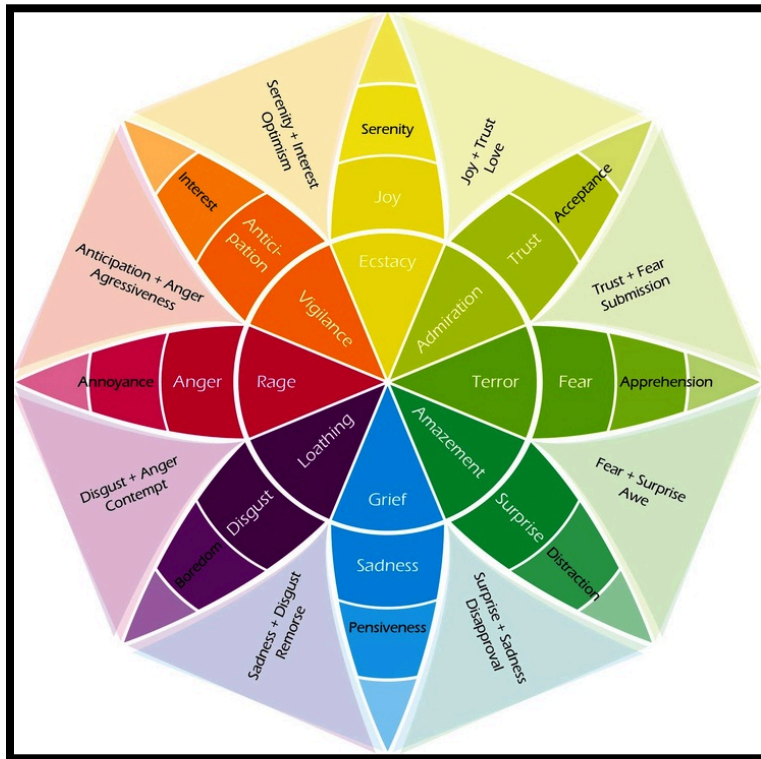 Serenity + Interest
Optimism
Serenity
Joy
Ecstacy
Joy + Trust
Love
Interest
Antici-
pation
Vigilance
Acceptance
Trust
Admiration
Anticipation + Anger
Agressiveness
Trust + Fear
Submission
Annoyance
Anger
Rage
Terror
Fear
Apprehension
Disgust + Anger
Contempt
Loathing
Disgust
Boredom
Amazement
Surprise
Distraction
Fear + Surprise
Awe
Grief
Sadness
Pensiveness
Sadness + Disgust
Remorse
Surprise + Sadness
Disapproval